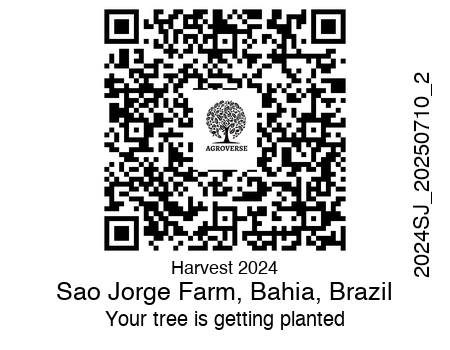 AGROVERSE
2024SJ_20250710_2
Harvest 2024
Sao Jorge Farm, Bahia, Brazil
Your tree is getting planted